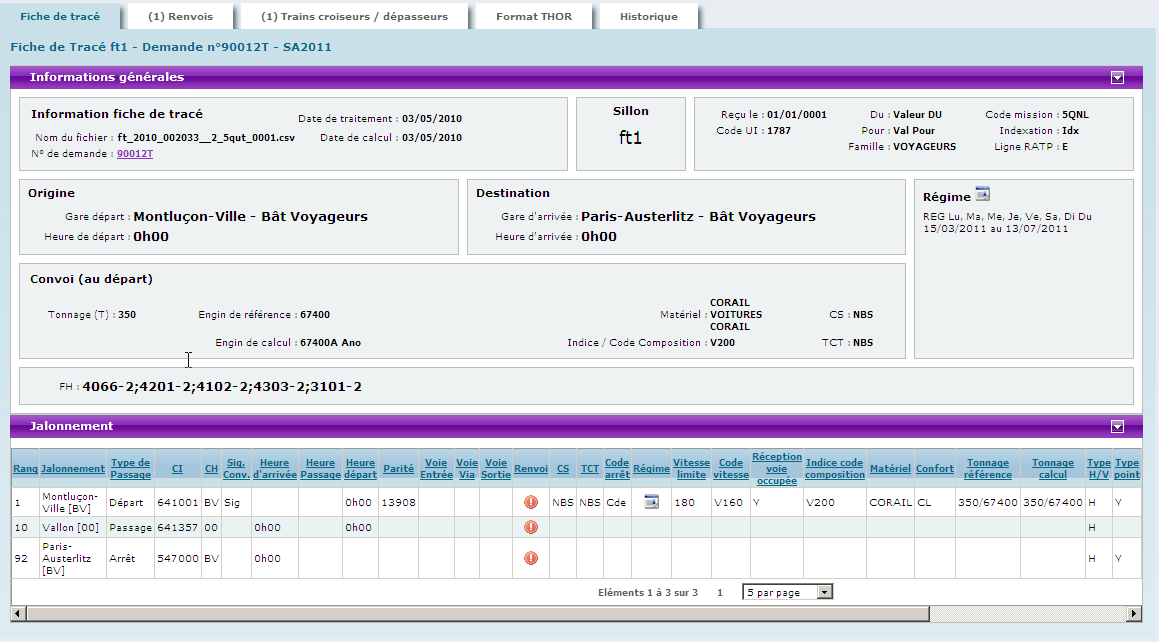 Fiche de tracé
(1) Renvois
(1) Trains croiseurs / dépasseurs
Format THOR
Historique
Fiche de Tracé ft1 - Demande n°90012T - SA2011
Informations générales
Information fiche de tracé
Date de traitement : 03/05/2010
Nom du fichier : ft_2010_002033__2_5qut_0001.csv
Date de calcul : 03/05/2010
N° de demande : 90012T
Sillon
ft1
Reçu le : 01/01/0001
Du : Valeur DU
Code mission : 5QNL
Code UI : 1787
Pour : Val Pour
Indexation : Idx
Famille : VOYAGEURS
Ligne RATP : E
Origine
Gare départ : Montluçon-Ville - Bât Voyageurs
Heure de départ : 0h00
Destination
Gare d'arrivée : Paris-Austerlitz - Bât Voyageurs
Heure d'arrivée : 0h00
Régime
REG Lu, Ma, Me, Je, Ve, Sa, Di Du
15/03/2011 au 13/07/2011
Convoi (au départ)
Tonnage (T) : 350
Engin de référence : 67400
Matériel : CORAIL VOITURES CORAIL
CS : NBS
Engin de calcul : 67400A Ano
Indice / Code Composition : V200
TCT : NBS
FH : 4066-2;4201-2;4102-2;4303-2;3101-2
Jalonnement
Rang Jalonnement Type de Passage CI CH Sig. Conv. Heure d'arrivée Heure Passage Heure départ Parité Voie Entrée Voie Via Voie Sortie Renvoi CS TCT Code arrêt Régime Vitesse limite Code vitesse Réception voie occupée Indice code composition Matériel Confort Tonnage référence Tonnage calcul Type H/V Type point
1 Montluçon-Ville [BV] Départ 641001 BV Sig 0h00 13908 NBS NBS Cde 180 V160 Y V200 CORAIL CL 350/67400 350/67400 H Y
10 Vallon [00] Passage 641357 00 0h00 0h00 H
92 Paris-Austerlitz [BV] Arrêt 547000 BV 0h00 H Y
Eléments 1 à 3 sur 3 1 5 par page